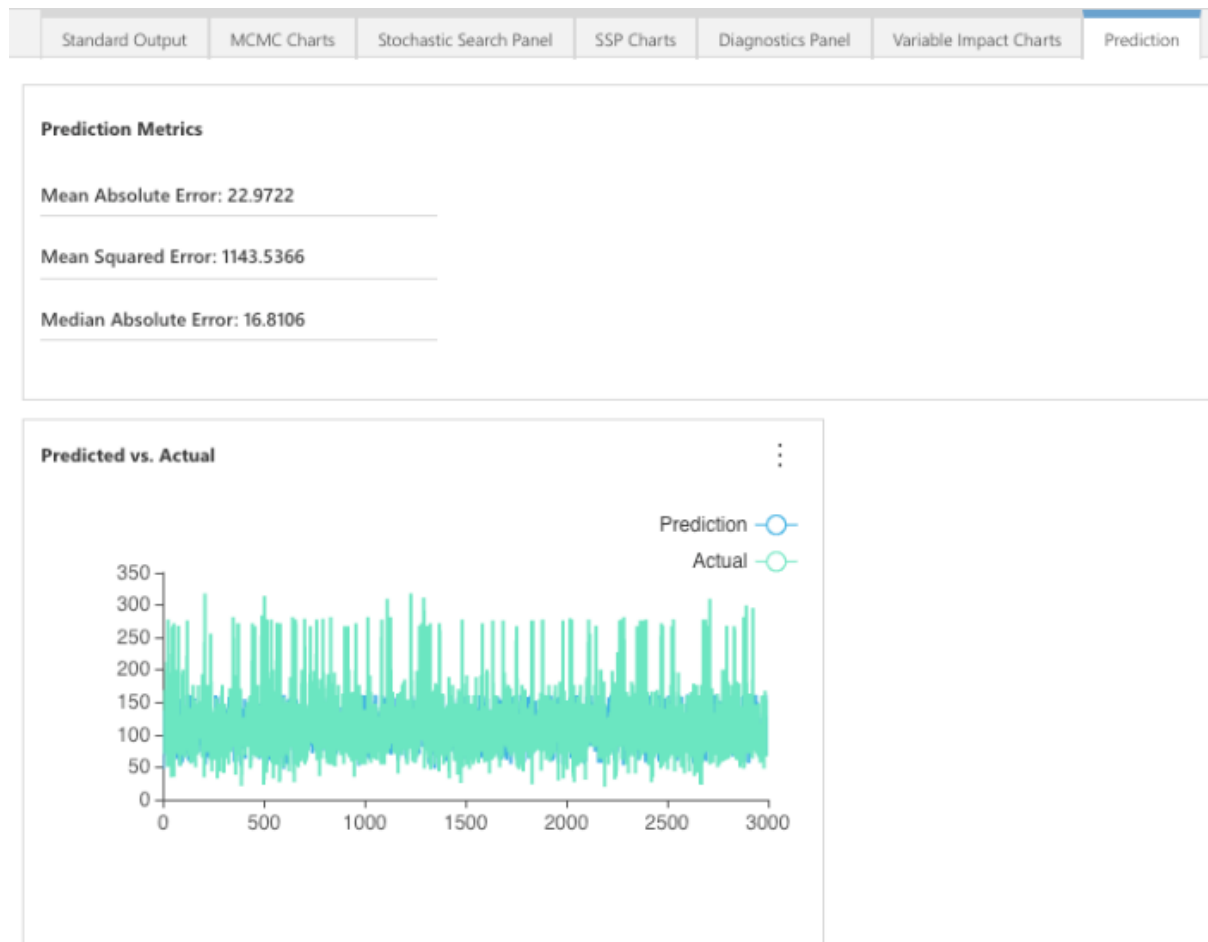 Standard Output MCMC Charts Stochastic Search Panel SSP Charts Diagnostics Panel Variable Impact Charts Prediction
Prediction Metrics
Mean Absolute Error: 22.9722
Mean Squared Error: 1143.5366
Median Absolute Error: 16.8106
Predicted vs. Actual
Prediction
Actual
350
300
250
200
150
100
50
0
0 500 1000 1500 2000 2500 3000